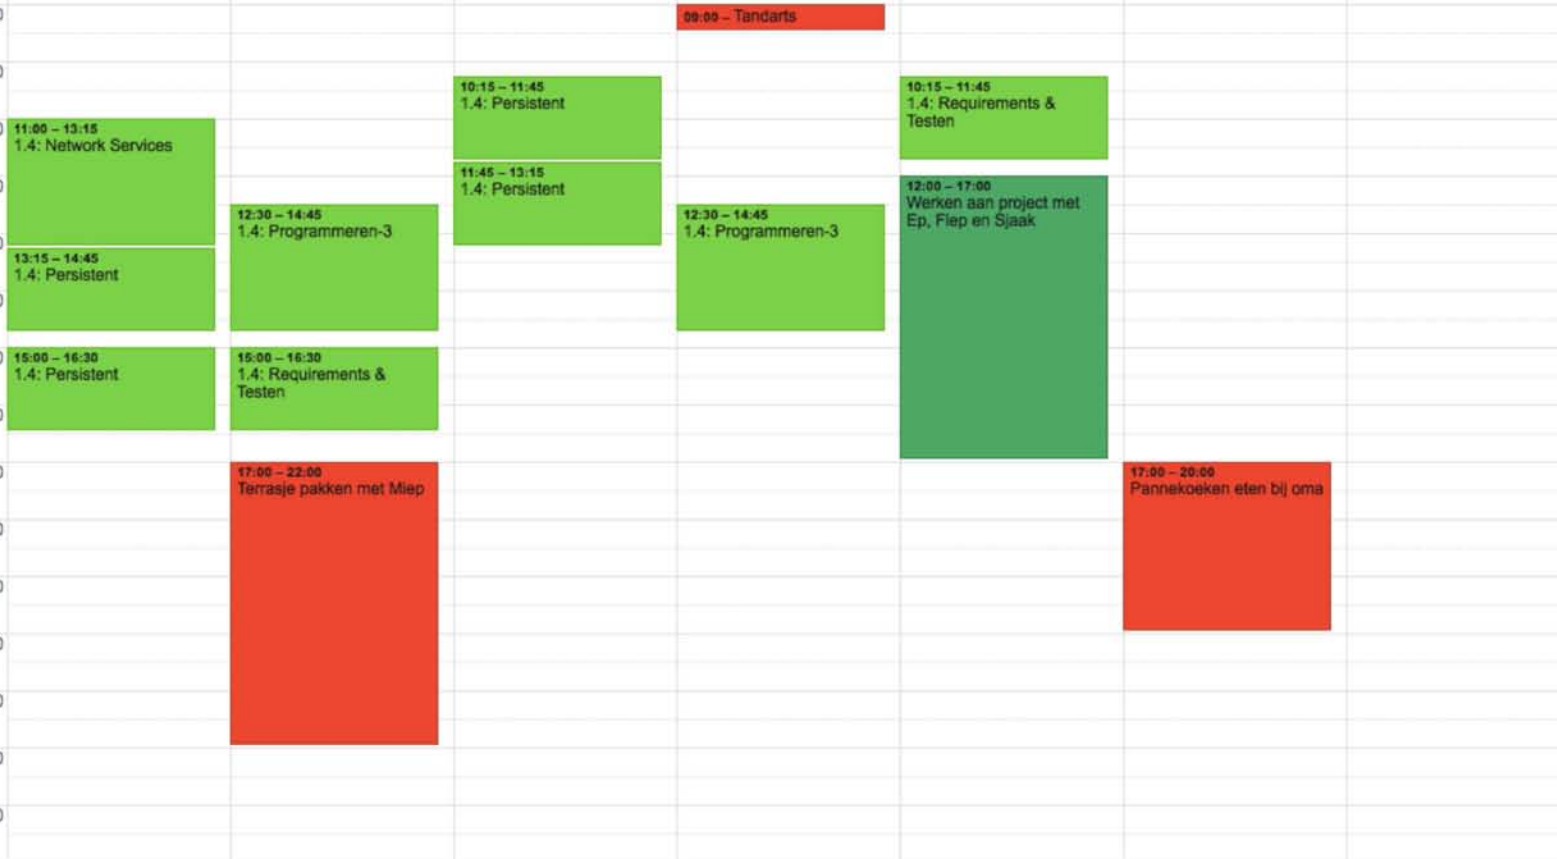 09:00 – Tandarts
10:15 – 11:45
1.4: Persistent
10:15 – 11:45
1.4: Requirements &
Testen
11:00 – 13:15
1.4: Network Services
11:45 – 13:15
1.4: Persistent
12:00 – 17:00
Werken aan project met
Ep, Flep en Sjaak
12:30 – 14:45
1.4: Programmeren-3
12:30 – 14:45
1.4: Programmeren-3
13:15 – 14:45
1.4: Persistent
15:00 – 16:30
1.4: Persistent
15:00 – 16:30
1.4: Requirements &
Testen
17:00 – 22:00
Terrasje pakken met Miep
17:00 – 20:00
Pannekoeken eten bij oma